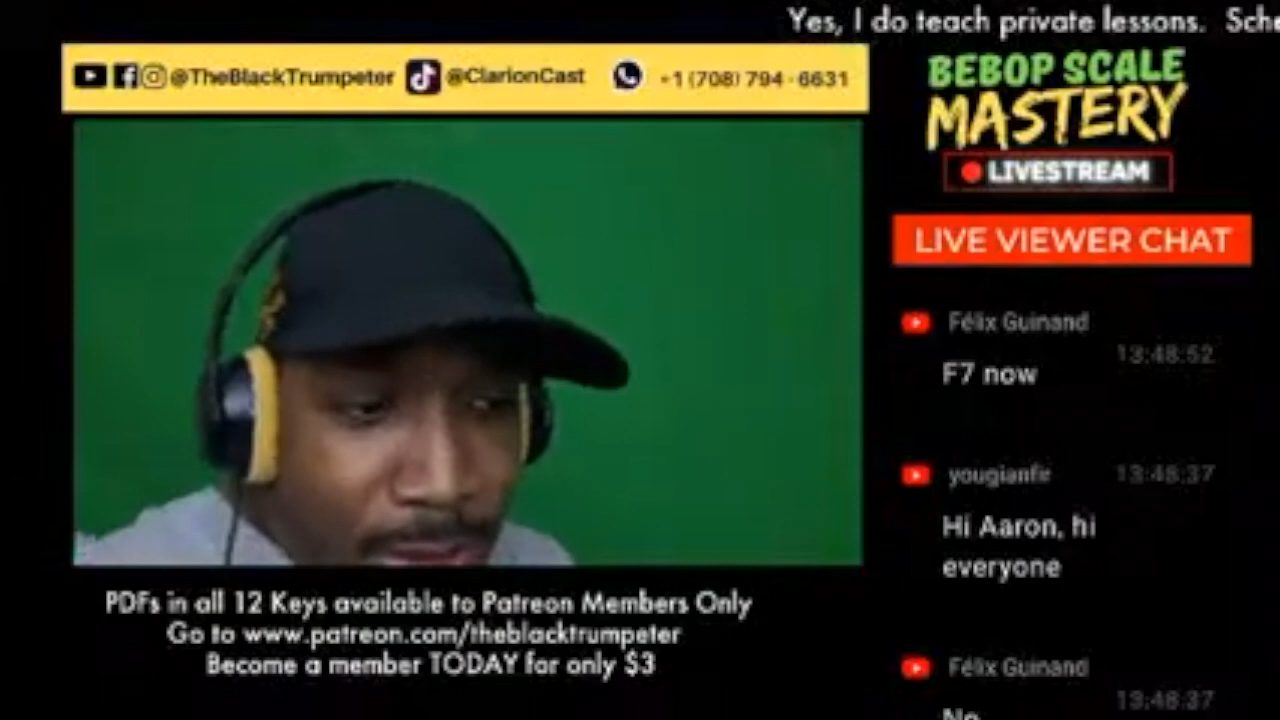 Yes, I do teach private lessons. Sche
@TheBlackTrumpeter @ClarionCast +1 (708) 794-6631
BEBOP SCALE
MASTERY
LIVESTREAM
LIVE VIEWER CHAT
Félix Guinand
13:48:52
F7 now
yougianfir 13:48:37
Hi Aaron, hi
everyone
Félix Guinand
13:48:37
No
PDFs in all 12 Keys available to Patreon Members Only
Go to www.patreon.com/theblacktrumpeter
Become a member TODAY for only $3